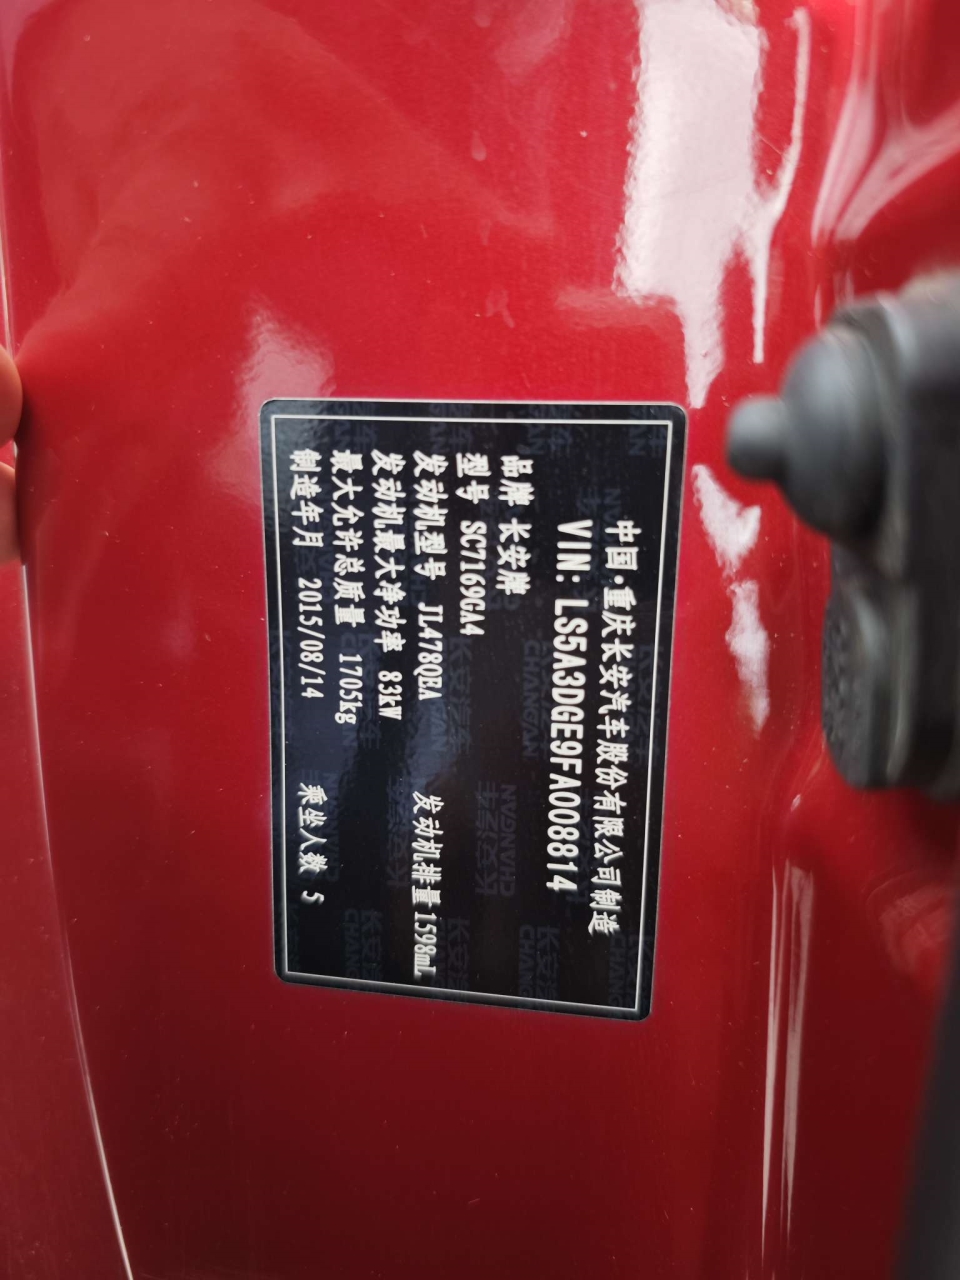 中国·重庆长安汽车股份有限公司制造
VIN: LS5A3DGE9FA008814
品牌 长安牌
型号 SC7169GA4
发动机型号 JL478QEA 发动机排量 1598mL
发动机最大净功率 83kW
最大允许总质量 1705kg
制造年月 2015/08/14 乘坐人数 5